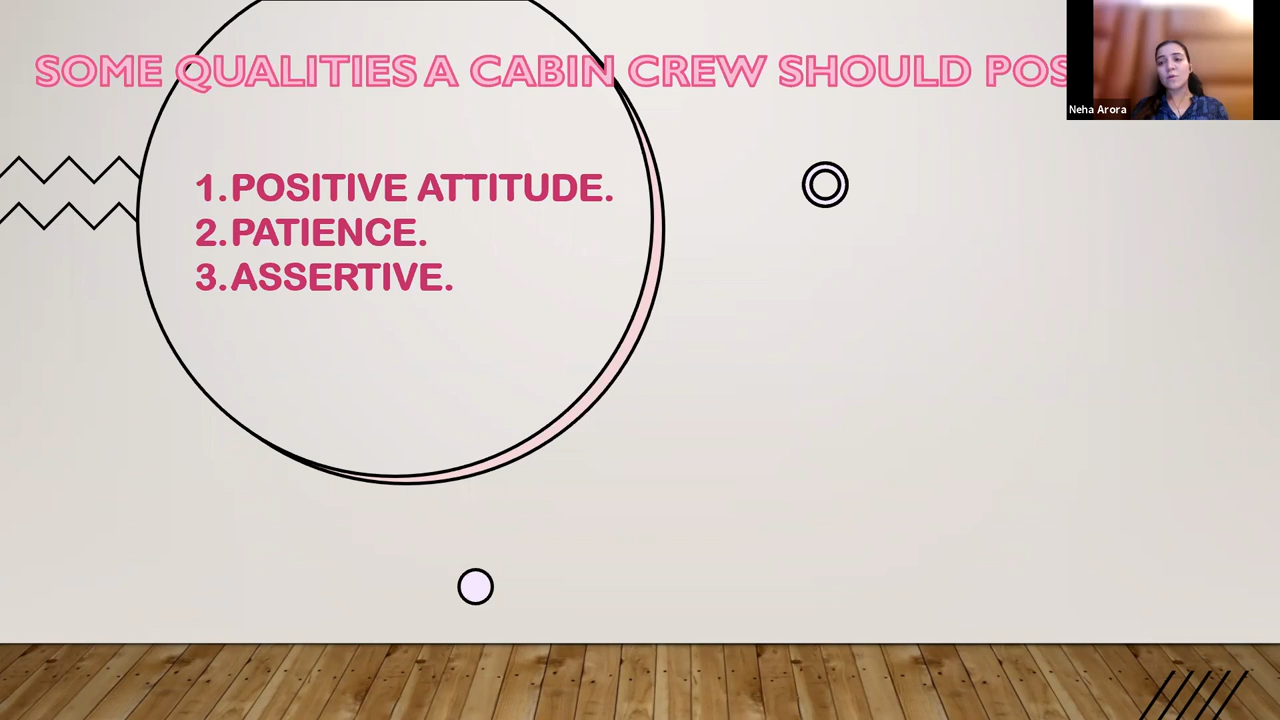 SOME QUALITIES A CABIN CREW SHOULD POS
Neha Arora
1.POSITIVE ATTITUDE.
2.PATIENCE.
3.ASSERTIVE.